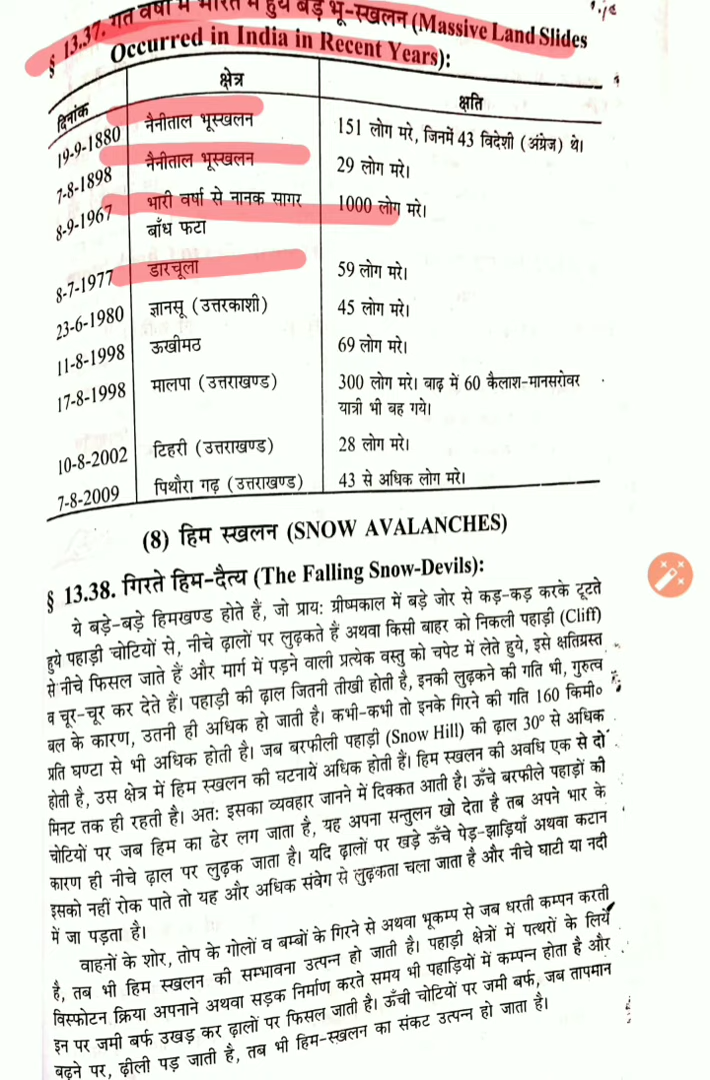 § 13.37. गत वर्षों में भारत में हुये बड़े भू-स्खलन (Massive Land Slides
Occurred in India in Recent Years):
दिनांक क्षेत्र क्षति
19-9-1880 नैनीताल भूस्खलन 151 लोग मरे, जिनमें 43 विदेशी (अंग्रेज) थे।
7-8-1898 नैनीताल भूस्खलन 29 लोग मरे।
8-9-1967 भारी वर्षा से नानक सागर 1000 लोग मरे।
बाँध फटा
8-7-1977 डारचूला 59 लोग मरे।
23-6-1980 ज्ञानसू (उत्तरकाशी) 45 लोग मरे।
11-8-1998 ऊखीमठ 69 लोग मरे।
17-8-1998 मालपा (उत्तराखण्ड) 300 लोग मरे। बाढ़ में 60 कैलाश-मानसरोवर
यात्री भी बह गये।
10-8-2002 टिहरी (उत्तराखण्ड) 28 लोग मरे।
7-8-2009 पिथौरा गढ़ (उत्तराखण्ड) 43 से अधिक लोग मरे।
(8) हिम स्खलन (SNOW AVALANCHES)
§ 13.38. गिरते हिम-दैत्य (The Falling Snow-Devils):
ये बड़े-बड़े हिमखण्ड होते हैं, जो प्राय: ग्रीष्मकाल में बड़े जोर से कड़-कड़ करके टूटते
हुये पहाड़ी चोटियों से, नीचे ढ़ालों पर लुढ़कते हैं अथवा किसी बाहर को निकली पहाड़ी (Cliff)
से नीचे फिसल जाते हैं और मार्ग में पड़ने वाली प्रत्येक वस्तु को चपेट में लेते हुये, इसे क्षतिग्रस्त
व चूर-चूर कर देते हैं। पहाड़ी की ढ़ाल जितनी तीखी होती है, इनकी लुढ़कने की गति भी, गुरुत्व
बल के कारण, उतनी ही अधिक हो जाती है। कभी-कभी तो इनके गिरने की गति 160 किमी०
प्रति घण्टा से भी अधिक होती है। जब बरफीली पहाड़ी (Snow Hill) की ढ़ाल 30° से अधिक
होती है, उस क्षेत्र में हिम स्खलन की घटनायें अधिक होती हैं। हिम स्खलन की अवधि एक से दो
मिनट तक ही रहती है। अत: इसका व्यवहार जानने में दिक्कत आती है। ऊँचे बरफीले पहाड़ों की
चोटियों पर जब हिम का ढेर लग जाता है, यह अपना सन्तुलन खो देता है तब अपने भार के
कारण ही नीचे ढ़ाल पर लुढ़क जाता है। यदि ढ़ालों पर खड़े ऊँचे पेड़-झाड़ियाँ अथवा कटान
इसको नहीं रोक पाते तो यह और अधिक संवेग से लुढ़कता चला जाता है और नीचे घाटी या नदी
में जा पड़ता है।
वाहनों के शोर, तोप के गोलों व बम्बों के गिरने से अथवा भूकम्प से जब धरती कम्पन करती
है, तब भी हिम स्खलन की सम्भावना उत्पन्न हो जाती है। पहाड़ी क्षेत्रों में पत्थरों के लिये
विस्फोटन क्रिया अपनाने अथवा सड़क निर्माण करते समय भी पहाड़ियों में कम्पन्न होता है और
इन पर जमी बर्फ उखड़ कर ढ़ालों पर फिसल जाती है। ऊँची चोटियों पर जमी बर्फ, जब तापमान
बढ़ने पर, ढ़ीली पड़ जाती है, तब भी हिम-स्खलन का संकट उत्पन्न हो जाता है।